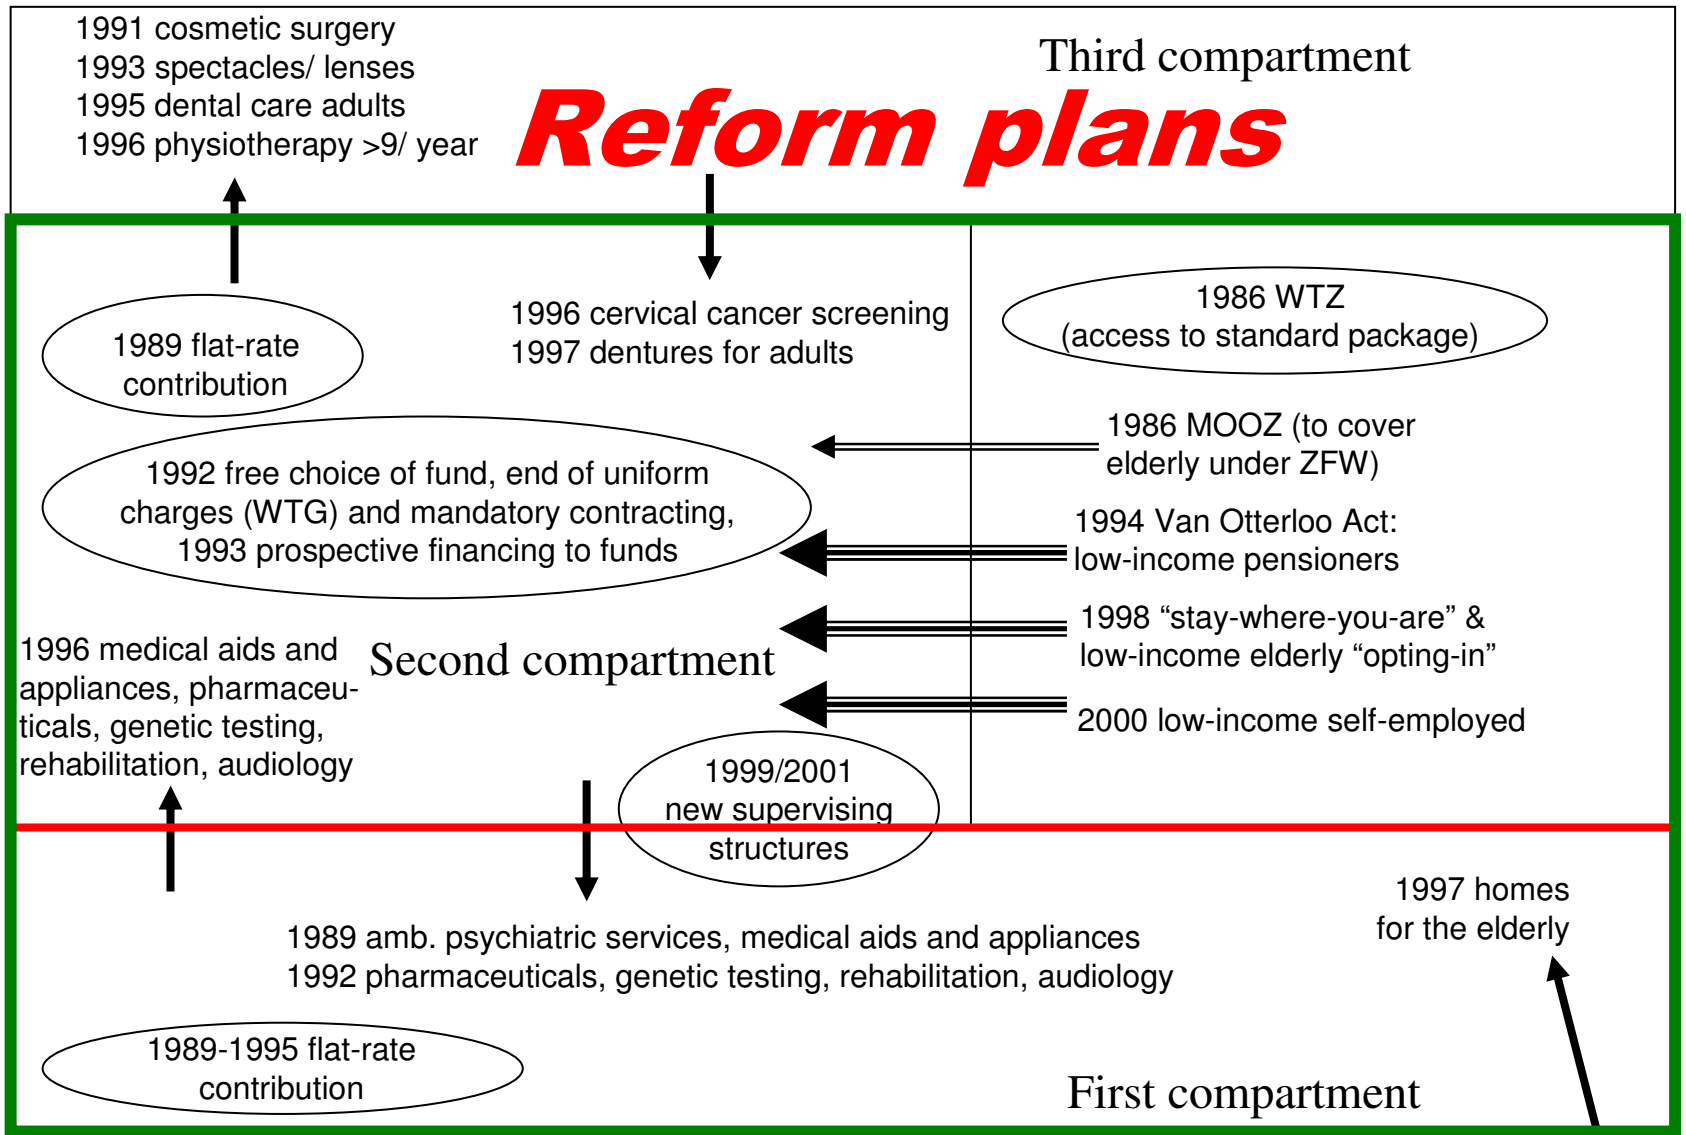 1991 cosmetic surgery
1993 spectacles/ lenses
1995 dental care adults
1996 physiotherapy >9/ year
Third compartment
Reform plans
1989 flat-rate
contribution
1996 cervical cancer screening
1997 dentures for adults
1986 WTZ
(access to standard package)
1992 free choice of fund, end of uniform
charges (WTG) and mandatory contracting,
1993 prospective financing to funds
1986 MOOZ (to cover
elderly under ZFW)
1994 Van Otterloo Act:
low-income pensioners
1998 “stay-where-you-are” &
low-income elderly “opting-in”
2000 low-income self-employed
1996 medical aids and
appliances, pharmaceu-
ticals, genetic testing,
rehabilitation, audiology
Second compartment
1999/2001
new supervising
structures
1989 amb. psychiatric services, medical aids and appliances
1992 pharmaceuticals, genetic testing, rehabilitation, audiology
1997 homes
for the elderly
1989-1995 flat-rate
contribution
First compartment